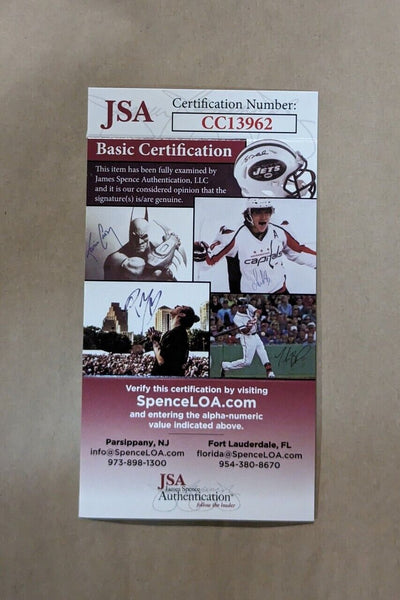 JSA
Certification Number:
CC13962
Basic Certification
This item has been fully examined by
James Spence Authentication, LLC
and it is our considered opinion that the
signature(s) is/are genuine.
JETS
capitals
A
Verify this certification by visiting
SpenceLOA.com
and entering the alpha-numeric
value indicated above.
Parsippany, NJ
info@SpenceLOA.com
973-898-1300
Fort Lauderdale, FL
florida@SpenceLOA.com
954-380-8670
JSA
James Spence
Authentication
Follow the leader